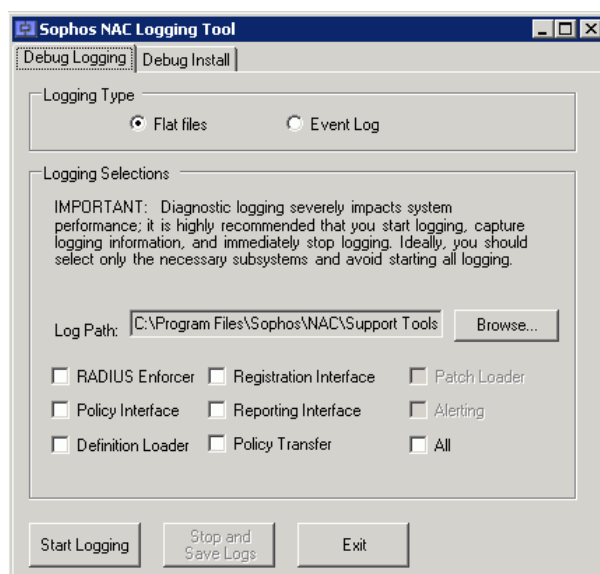 Sophos NAC Logging Tool
Debug Logging Debug Install
Logging Type
Flat files Event Log
Logging Selections
IMPORTANT: Diagnostic logging severely impacts system
performance; it is highly recommended that you start logging, capture
logging information, and immediately stop logging. Ideally, you should
select only the necessary subsystems and avoid starting all logging.
Log Path: C:\Program Files\Sophos\NAC\Support Tools Browse...
RADIUS Enforcer Registration Interface Patch Loader
Policy Interface Reporting Interface Alerting
Definition Loader Policy Transfer All
Start Logging Stop and Save Logs Exit